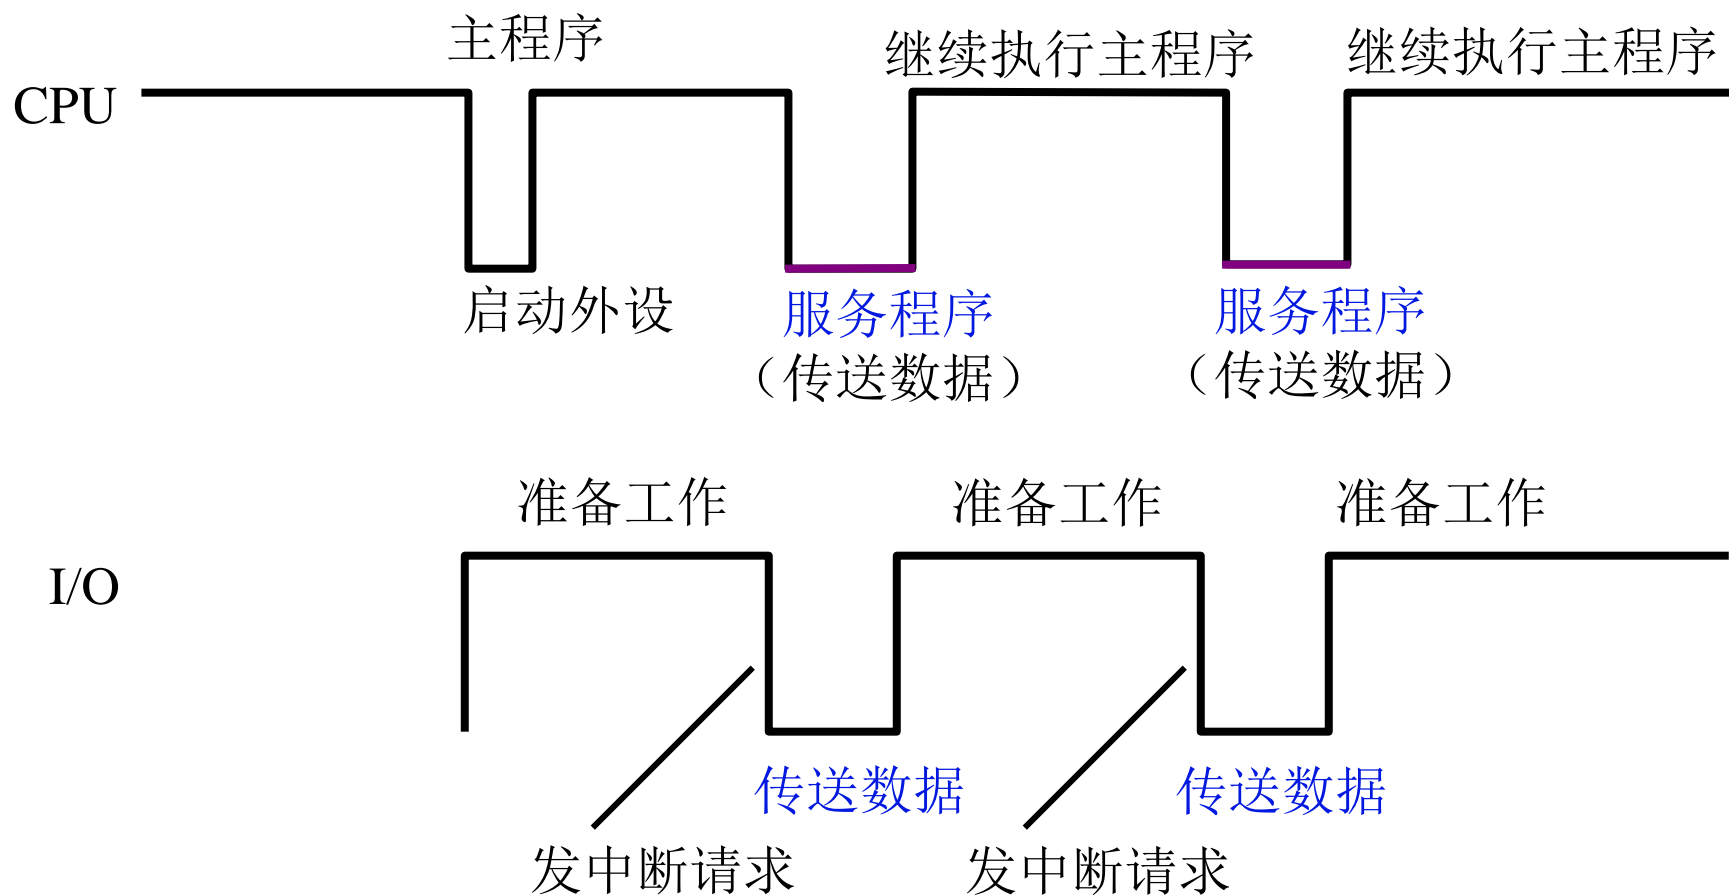 主程序
继续执行主程序
继续执行主程序
CPU
启动外设
服务程序
（传送数据）
服务程序
（传送数据）
准备工作
准备工作
准备工作
I/O
传送数据
传送数据
发中断请求
发中断请求